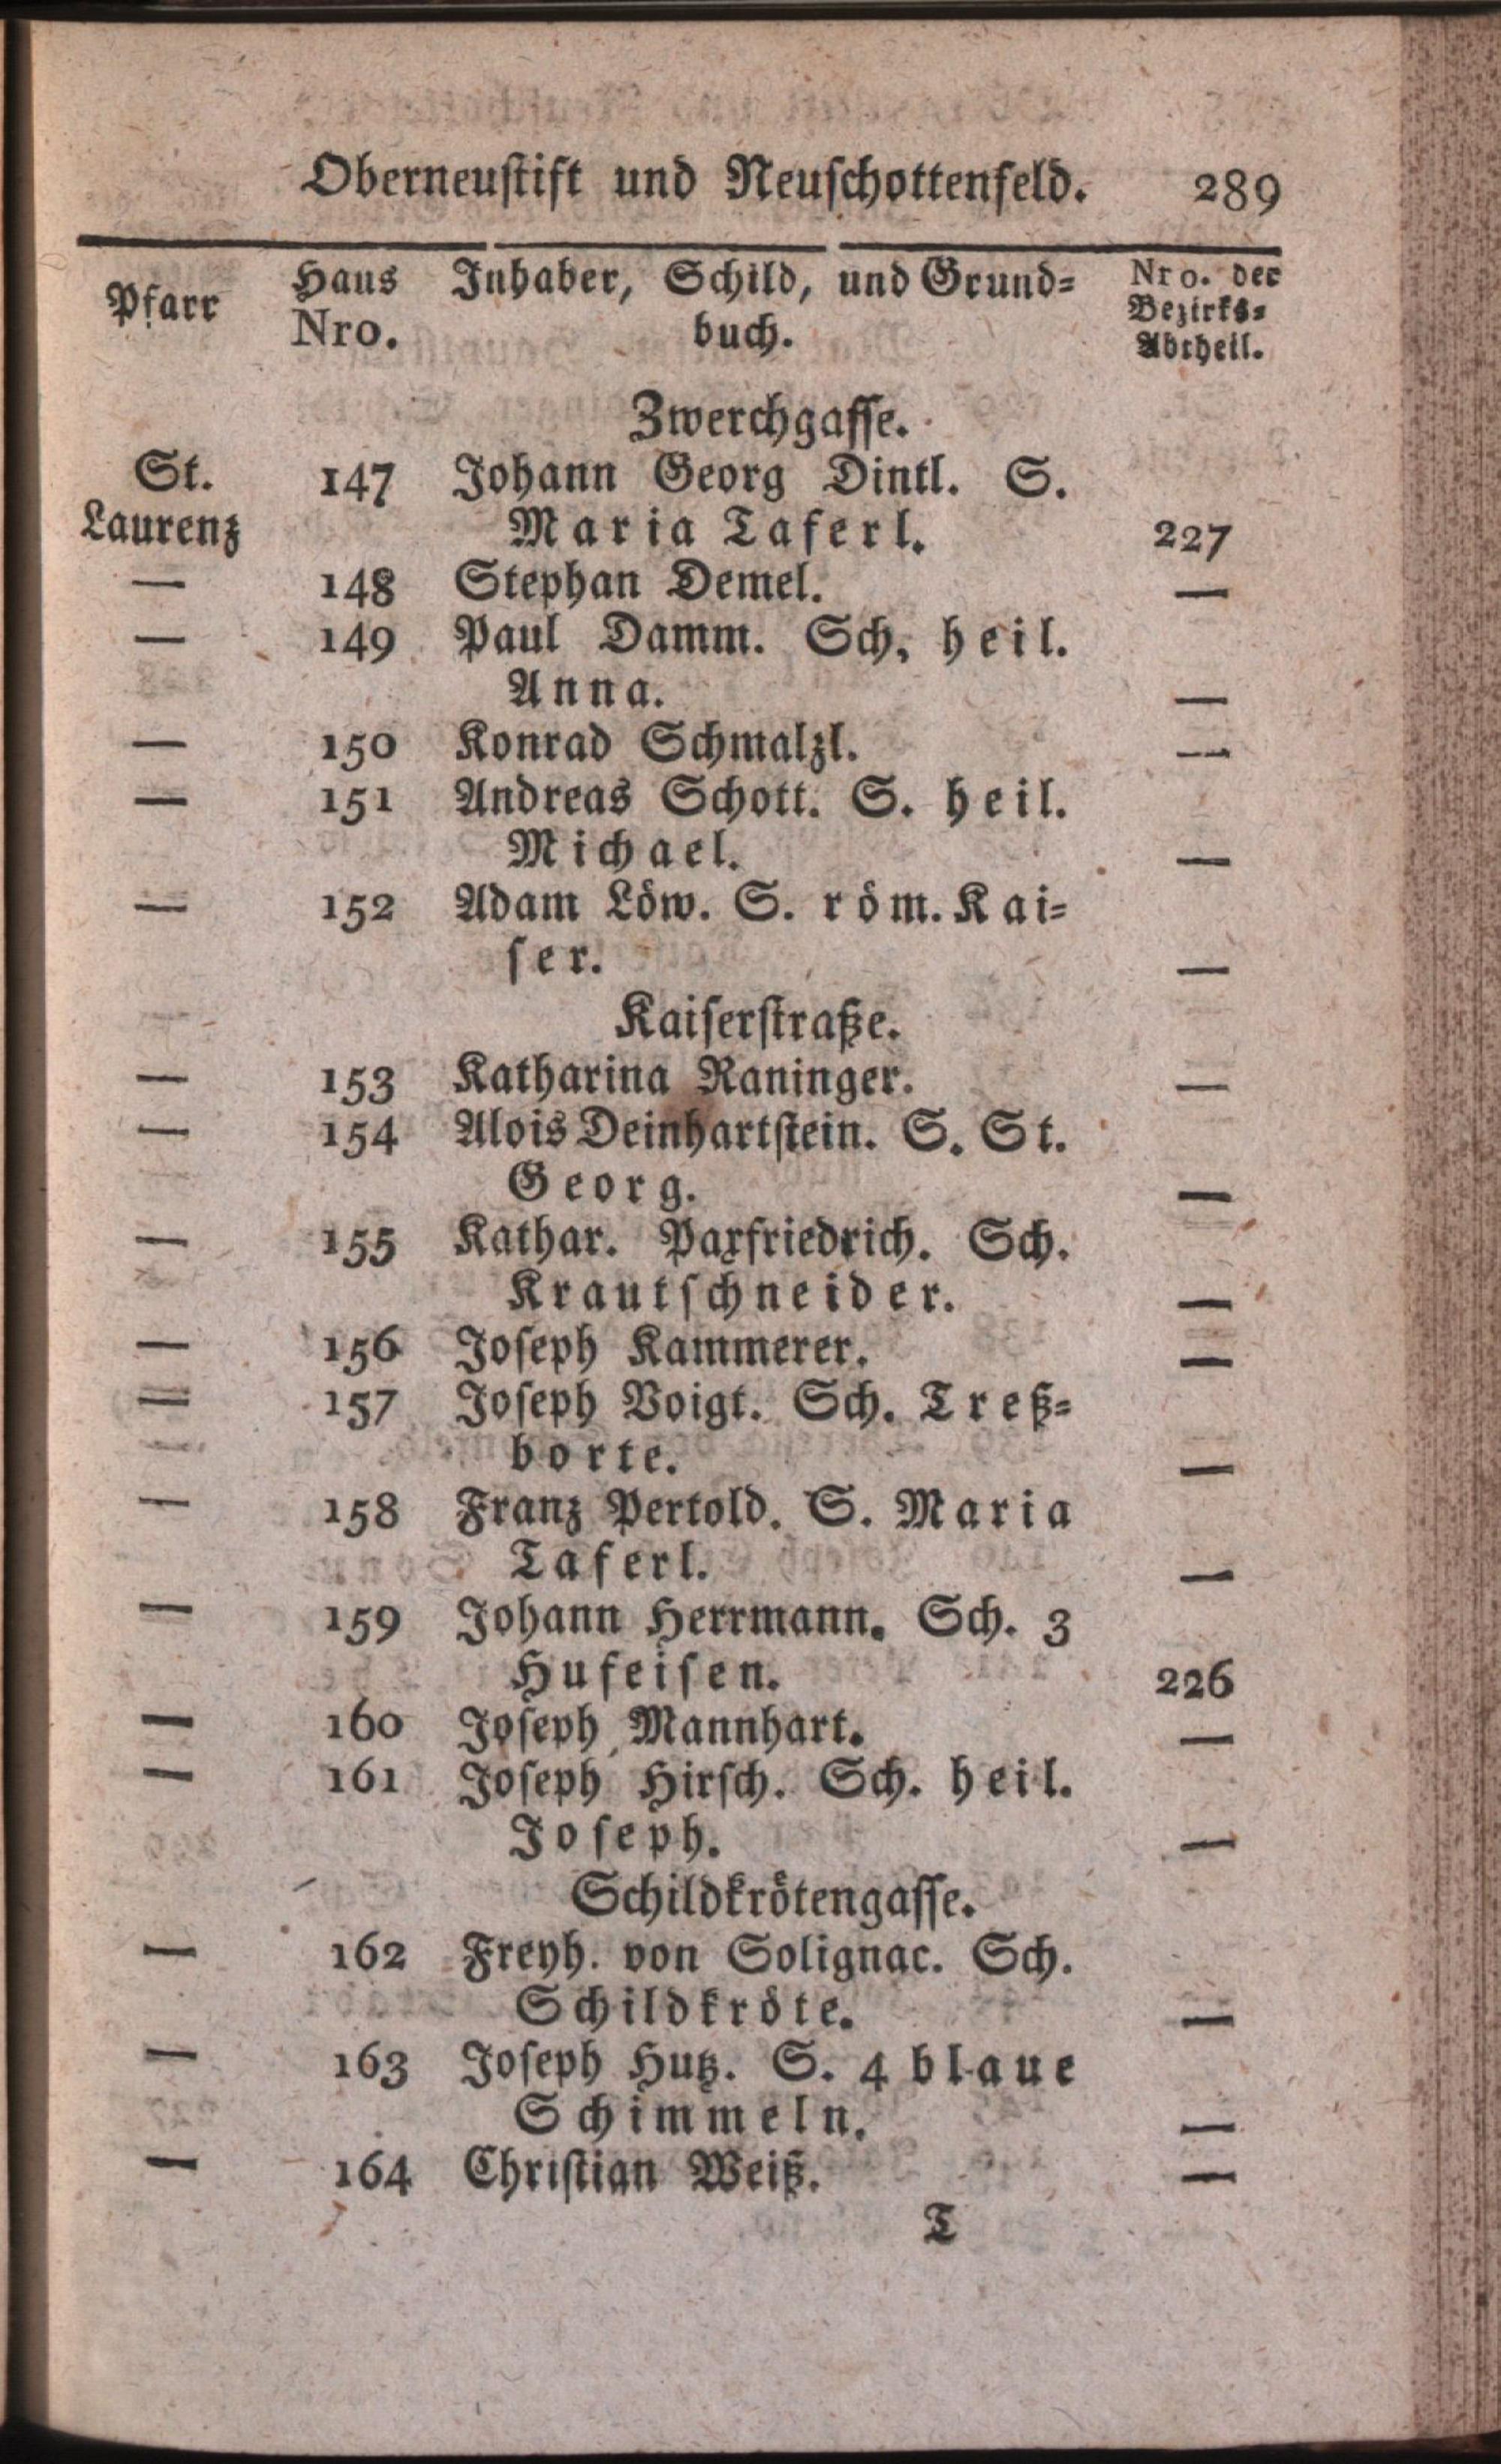 Oberneustift und Neuschottenfeld. 289
Pfarr Haus Nro. Inhaber, Schild, und Grund- Nro. der
buch. Bezirks-
Abtheil.
Zwerchgasse.
St. 147 Johann Georg Dintl. S.
Laurenz Maria Taferl. 227
— 148 Stephan Demel. —
— 149 Paul Damm. Sch. heil.
Anna. —
— 150 Konrad Schmalzl. —
— 151 Andreas Schott. S. heil.
Michael. —
— 152 Adam Löw. S. röm. Kai-
ser. —
Kaiserstraße.
— 153 Katharina Raninger. —
— 154 Alois Deinhartstein. S. St.
Georg. —
— 155 Kathar. Paxfriedrich. Sch.
Krautschneider. —
— 156 Joseph Kammerer. —
— 157 Joseph Voigt. Sch. Treß-
borte. —
— 158 Franz Pertold. S. Maria
Taferl. —
— 159 Johann Herrmann. Sch. 3
Hufeisen. 226
— 160 Joseph Mannhart. —
— 161 Joseph Hirsch. Sch. heil.
Joseph. —
Schildkrötengasse.
— 162 Freyh. von Solignac. Sch.
Schildkröte. —
— 163 Joseph Hutz. S. 4 blaue
Schimmeln. —
— 164 Christian Weiß. —
T